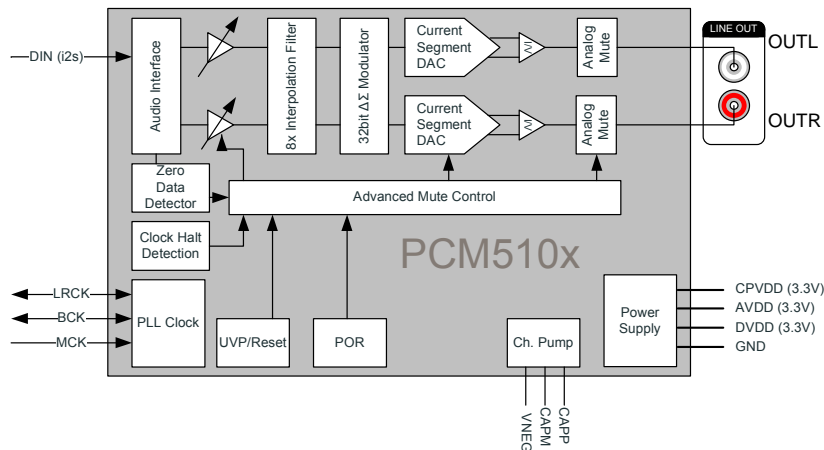 LINE OUT
OUTL
OUTR
DIN (i2s)
Audio Interface
8x Interpolation Filter
32bit ΔΣ Modulator
Current
Segment
DAC
Current
Segment
DAC
Analog
Mute
Analog
Mute
Zero
Data
Detector
Advanced Mute Control
Clock Halt
Detection
PCM510x
LRCK
BCK
MCK
PLL Clock
UVP/Reset
POR
Ch. Pump
Power
Supply
CPVDD (3.3V)
AVDD (3.3V)
DVDD (3.3V)
GND
VNEG
CAPM
CAPP